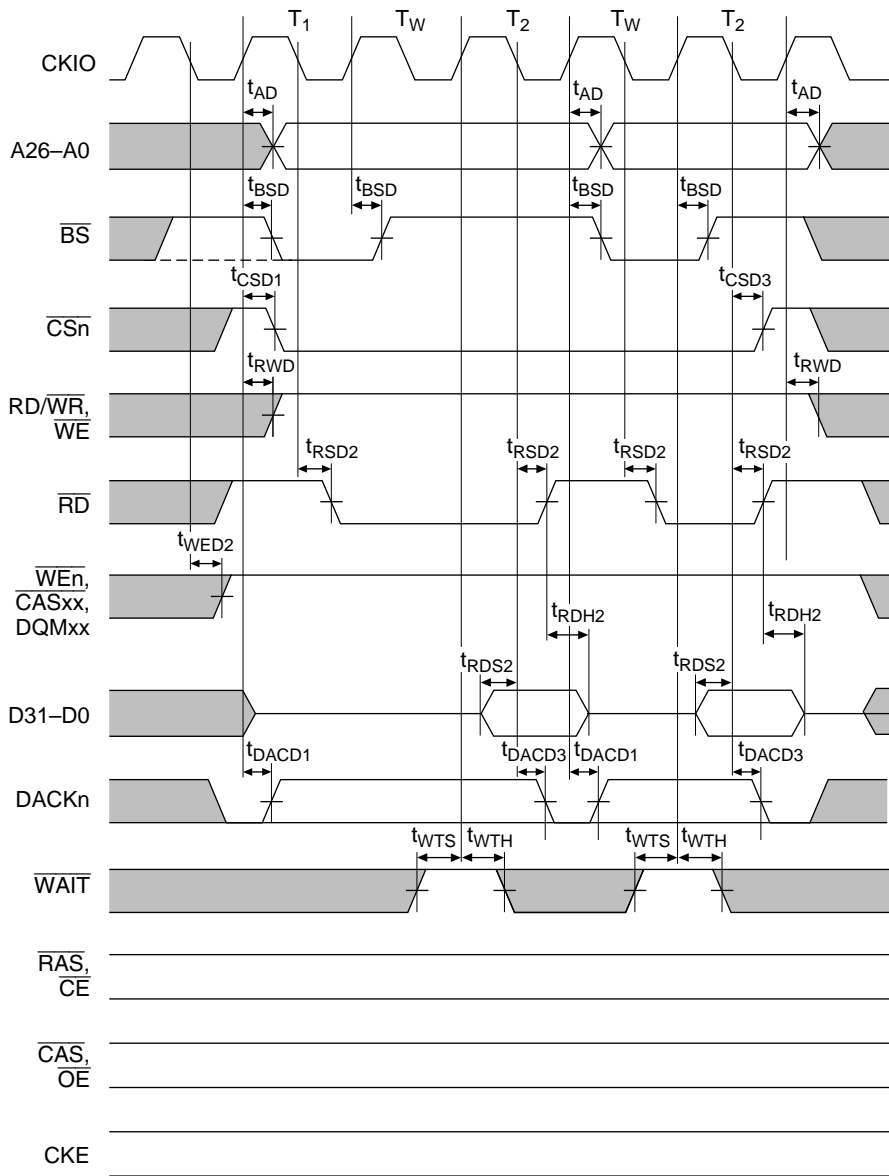 T1 TW T2 TW T2
CKIO
tAD tAD tAD
A26–A0
tBSD tBSD tBSD tBSD
BS
tCSD1 tCSD3
CSn
tRWD tRWD
RD/WR,
WE
tRSD2 tRSD2 tRSD2 tRSD2
RD
tWED2
WEn,
CASxx,
DQMxx
tRDH2 tRDH2
tRDS2 tRDS2
D31–D0
tDACD1 tDACD3 tDACD1 tDACD3
DACKn
tWTS tWTH tWTS tWTH
WAIT
RAS,
CE
CAS,
OE
CKE